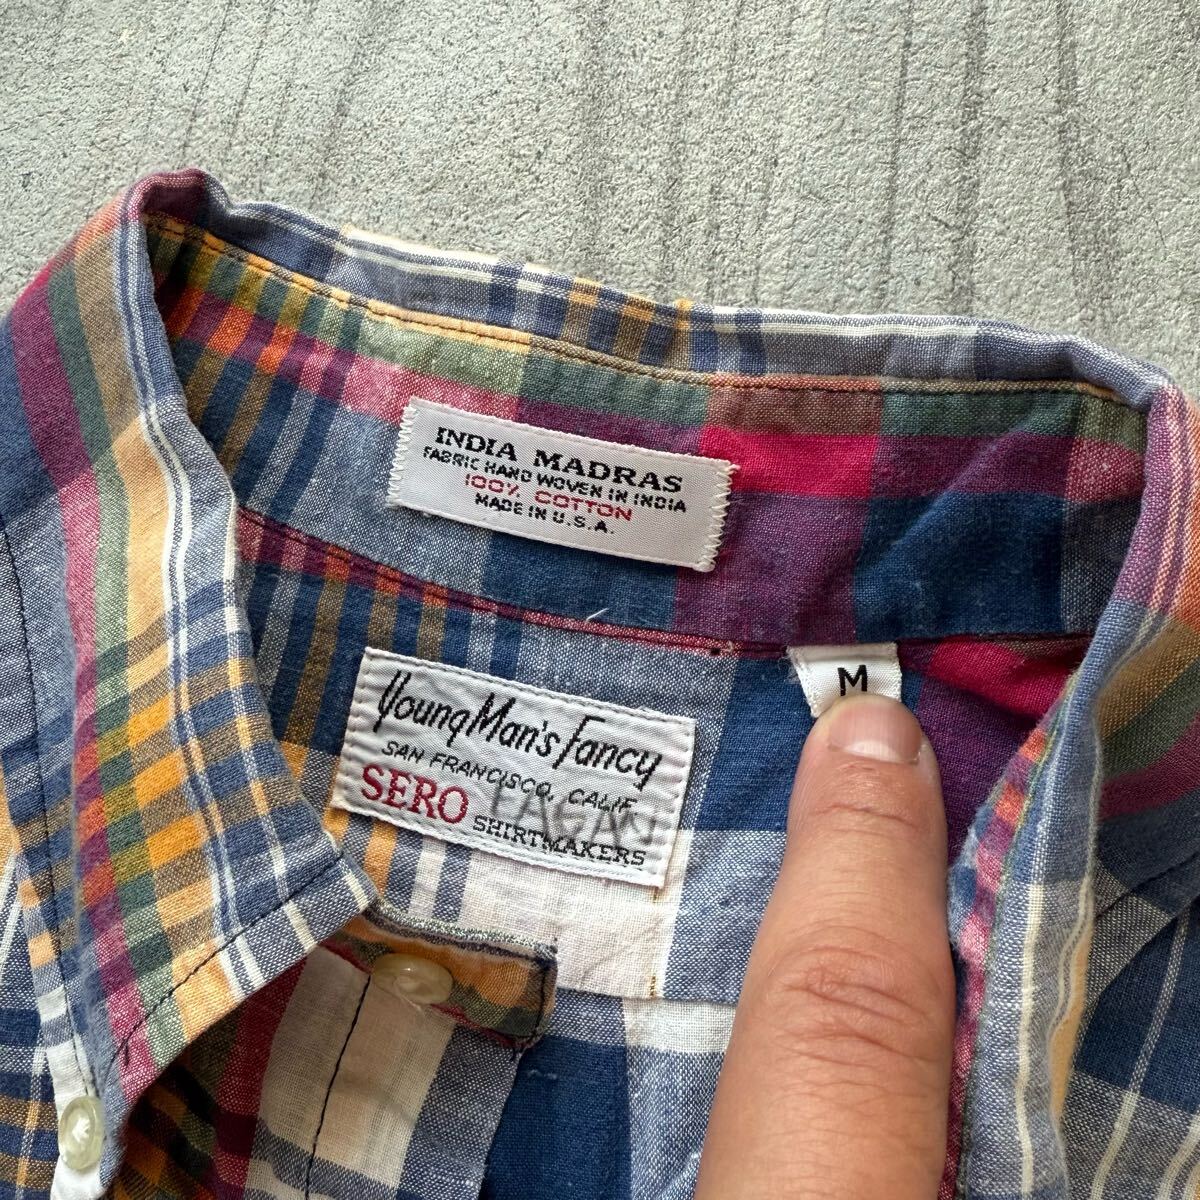 INDIA MADRAS
FABRIC HAND WOVEN IN INDIA
100% COTTON
MADE IN U.S.A.
M
Young Man's Fancy
SAN FRANCISCO, CALIF.
SERO SHIRTMAKERS